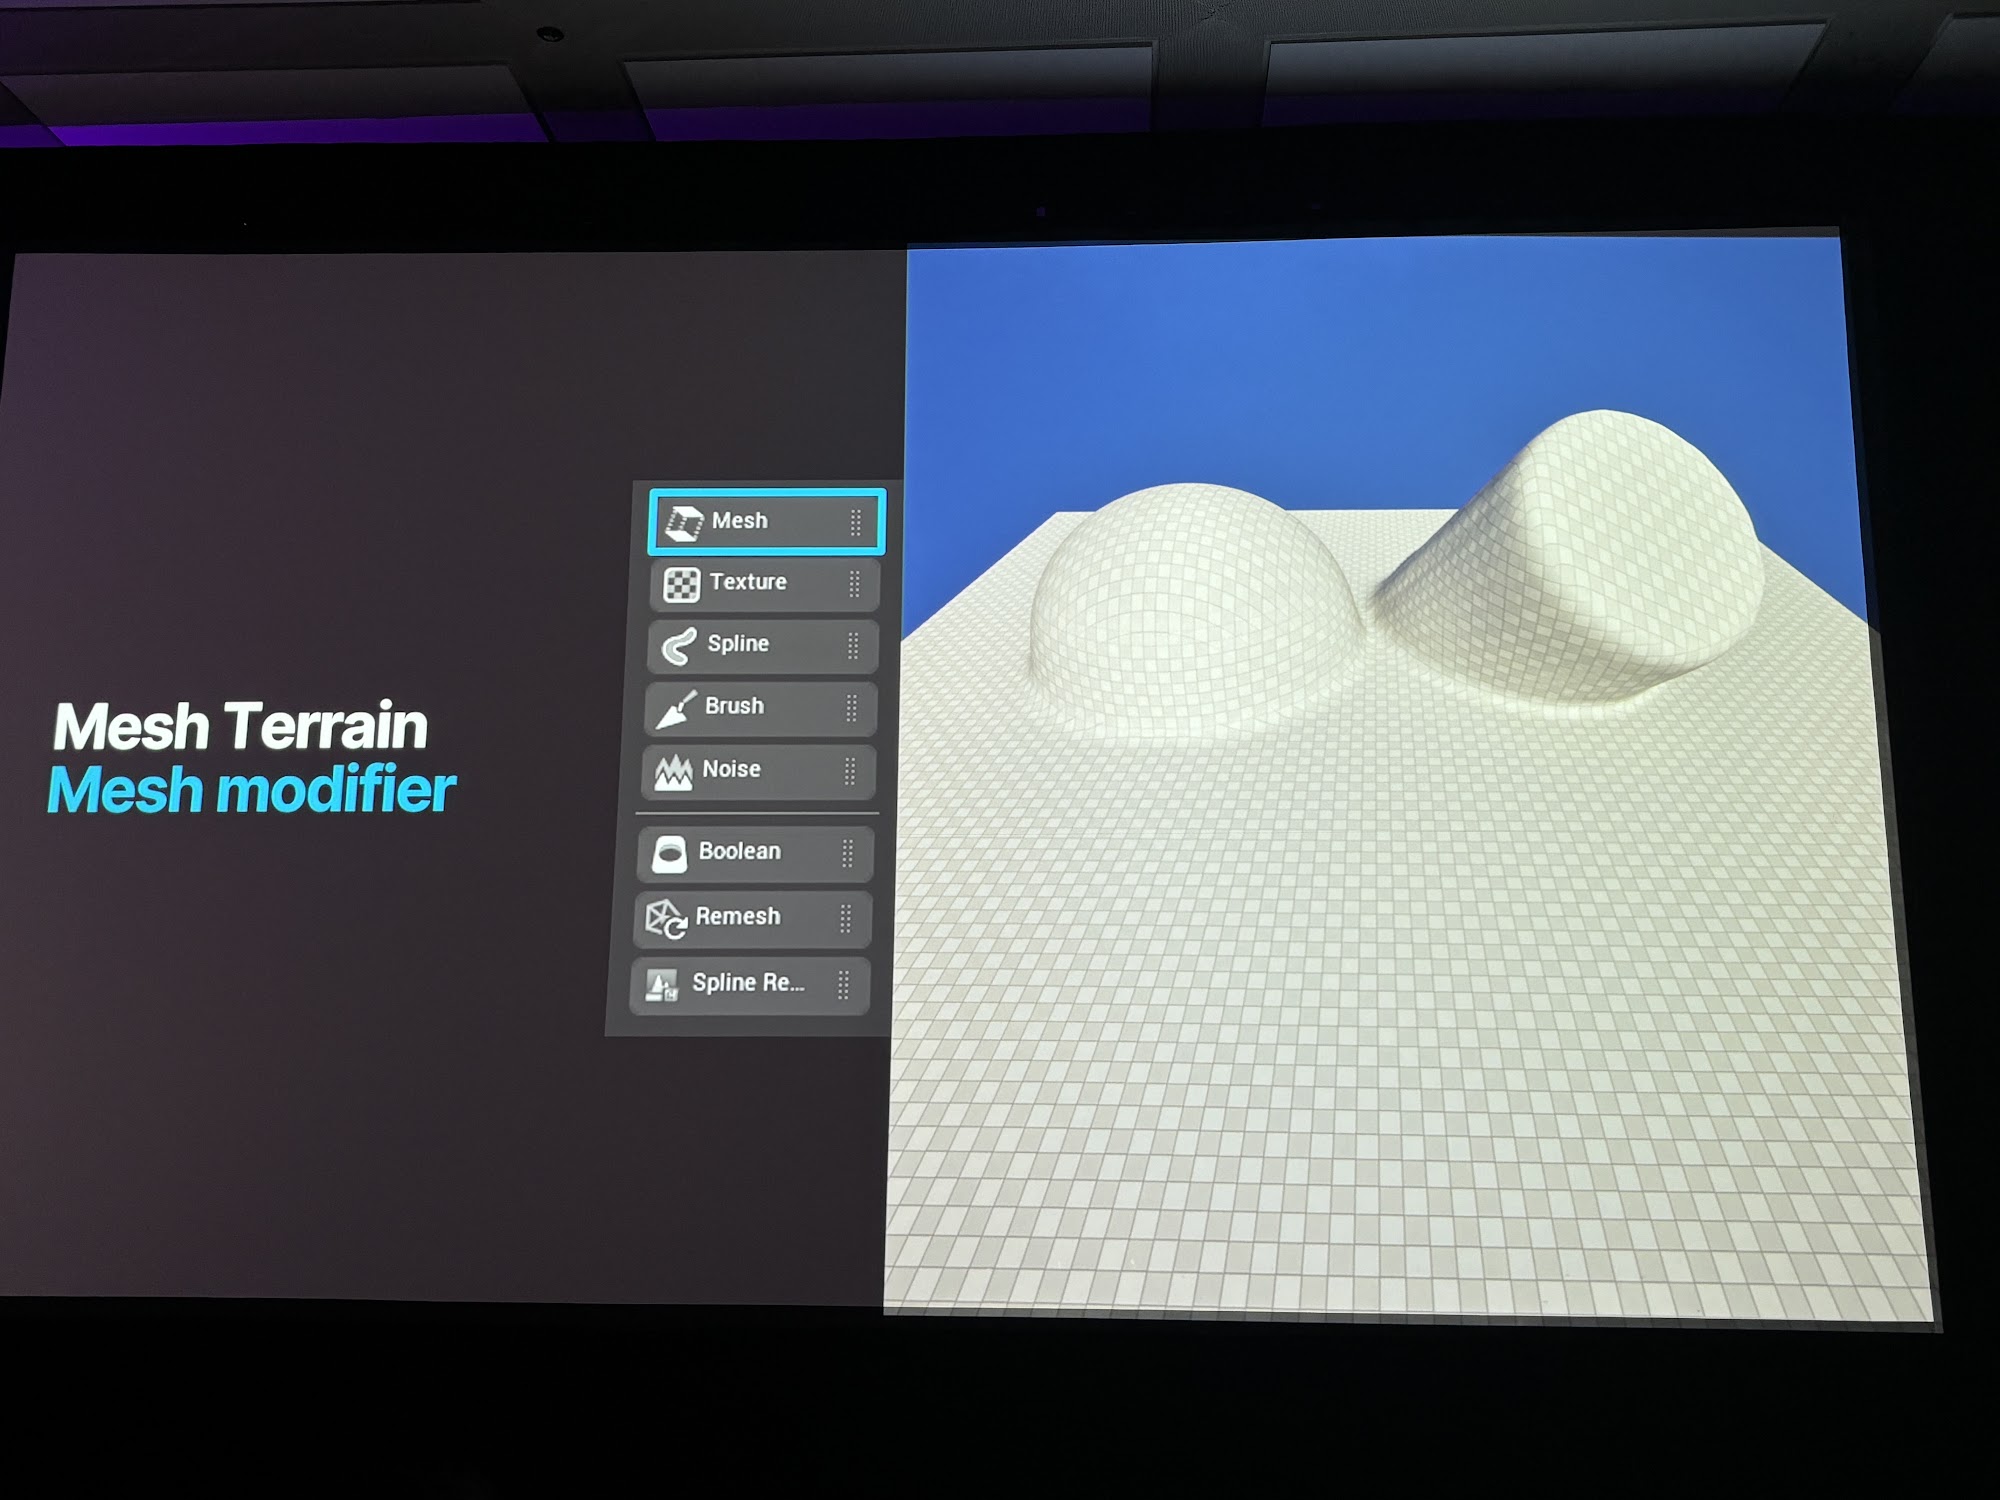 Mesh Terrain
Mesh modifier
Mesh
Texture
Spline
Brush
Noise
Boolean
Remesh
Spline Re...